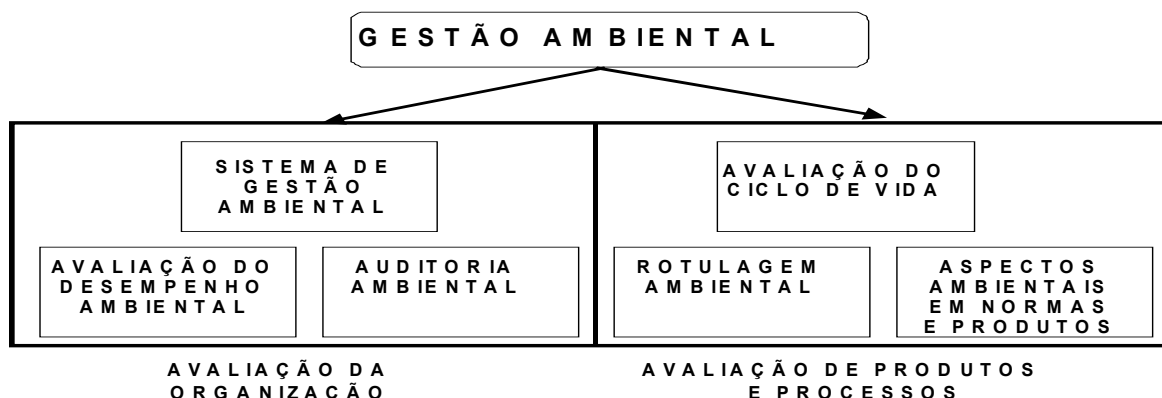 GESTÃO AMBIENTAL
SISTEMA DE
GESTÃO
AMBIENTAL
AVALIAÇÃO DO
DESEMPENHO
AMBIENTAL
AUDITORIA
AMBIENTAL
AVALIAÇÃO DO
CICLO DE VIDA
ROTULAGEM
AMBIENTAL
ASPECTOS
AMBIENTAIS
EM NORMAS
E PRODUTOS
AVALIAÇÃO DA
ORGANIZAÇÃO
AVALIAÇÃO DE PRODUTOS
E PROCESSOS